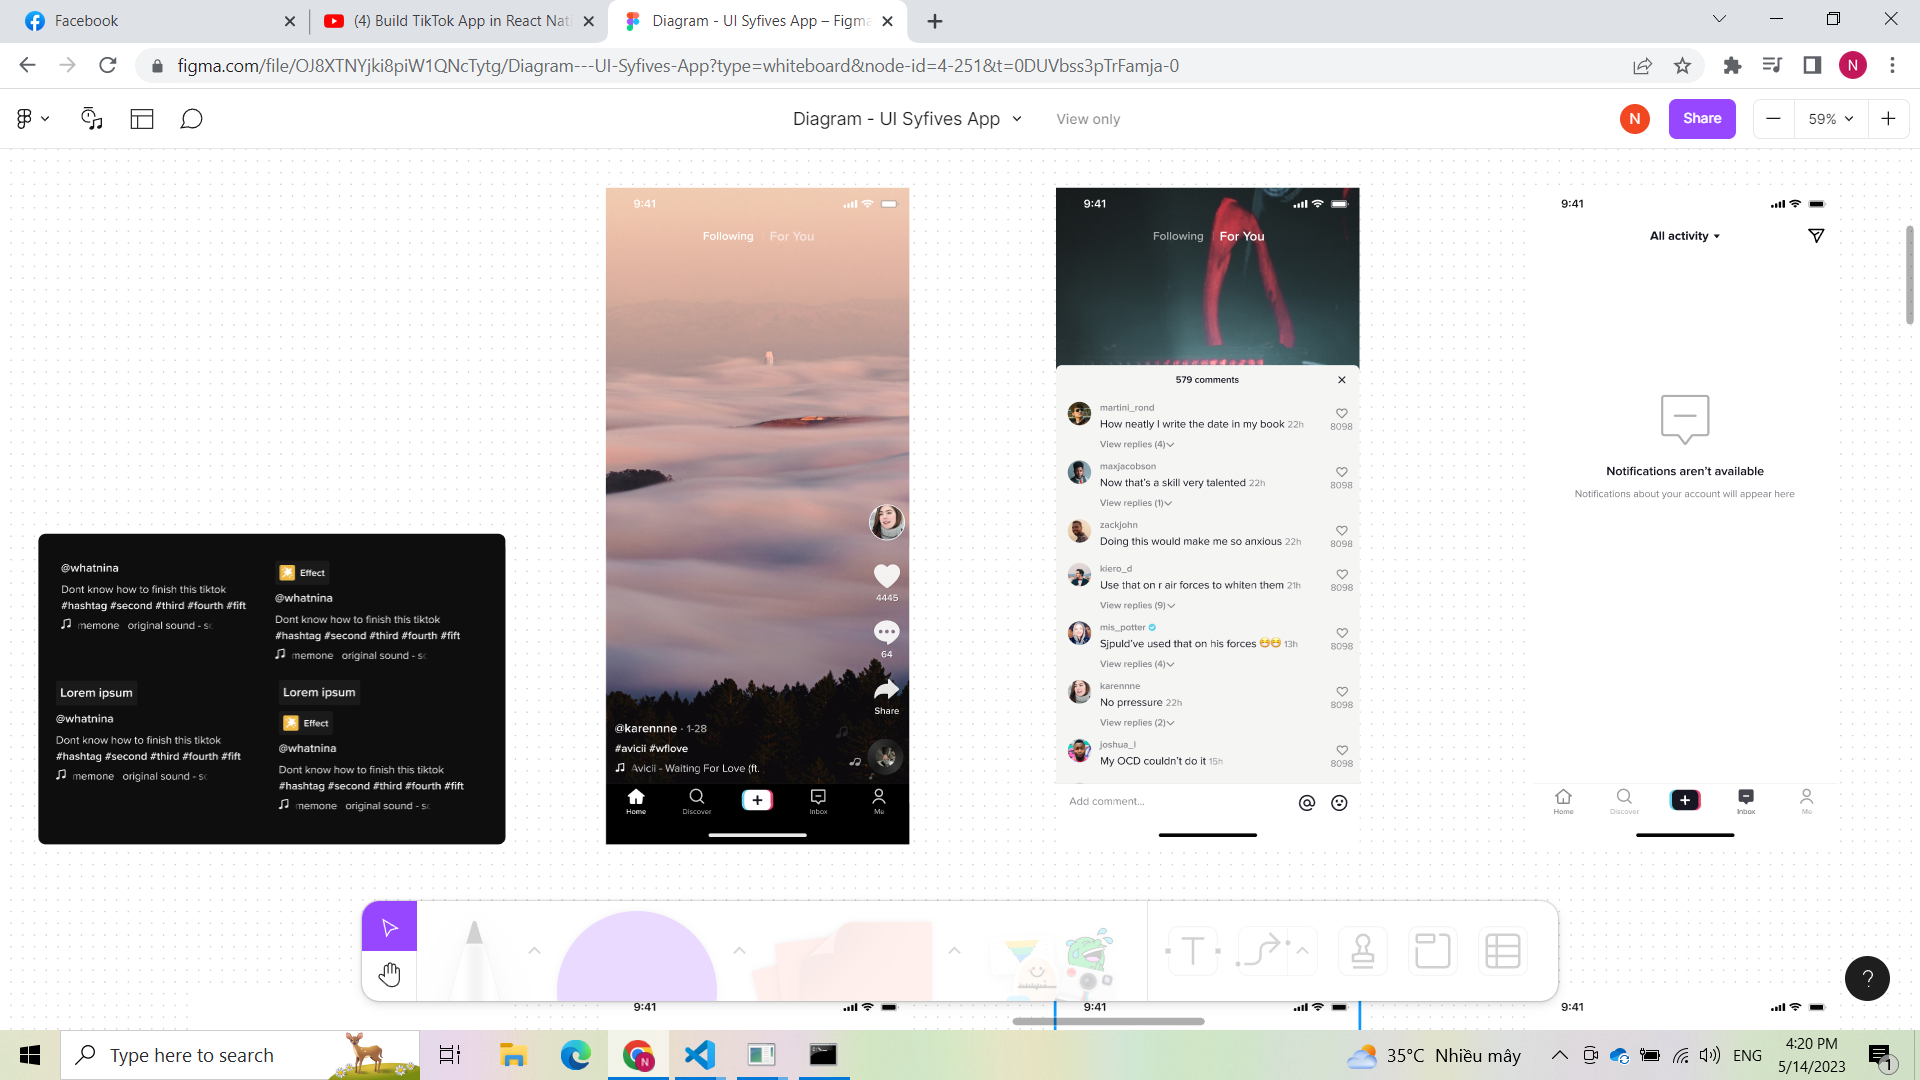 Facebook
(4) Build TikTok App in React Nati
Diagram - UI Syfives App – Figma
figma.com/file/OJ8XTNYjki8piW1QNcTytg/Diagram---UI-Syfives-App?type=whiteboard&node-id=4-251&t=0DUVbss3pTrFamja-0
N
Diagram - UI Syfives App
View only
N
Share
59%
@whatnina
Dont know how to finish this tiktok
#hashtag #second #third #fourth #fift
memone original sound - sc
Effect
@whatnina
Dont know how to finish this tiktok
#hashtag #second #third #fourth #fift
memone original sound - sc
Lorem ipsum
@whatnina
Dont know how to finish this tiktok
#hashtag #second #third #fourth #fift
memone original sound - sc
Lorem ipsum
Effect
@whatnina
Dont know how to finish this tiktok
#hashtag #second #third #fourth #fift
memone original sound - sc
9:41
Following
For You
4445
64
Share
@karennne · 1-28
#avicii #wflove
Avicii - Waiting For Love (ft.
Home
Discover
Inbox
Me
9:41
Following
For You
579 comments
martini_rond
How neatly I write the date in my book 22h
8098
View replies (4)
maxjacobson
Now that's a skill very talented 22h
8098
View replies (1)
zackjohn
Doing this would make me so anxious 22h
8098
kiero_d
Use that on r air forces to whiten them 21h
8098
View replies (9)
mis_potter
Sjpuld've used that on his forces 😁😁 13h
8098
View replies (4)
karennne
No prressure 22h
8098
View replies (2)
joshua_l
My OCD couldn't do it 15h
8098
Add comment...
9:41
All activity
Notifications aren't available
Notifications about your account will appear here
Home
Discover
Inbox
Me
T
?
9:41
9:41
9:41
Type here to search
N
35°C Nhiều mây
ENG
4:20 PM
5/14/2023
1